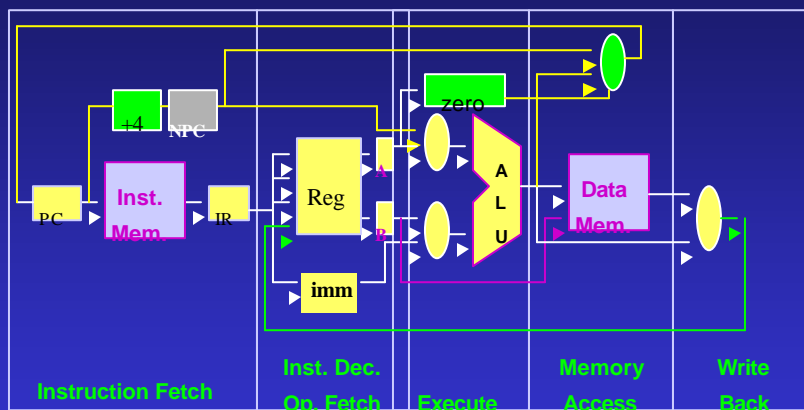 zero
+4
NPC
A
Inst.
Mem.
PC
IR
Reg
A
B
imm
L
U
Data
Mem.
Inst. Dec.
Op. Fetch
Instruction Fetch
Execute
Memory
Access
Write
Back